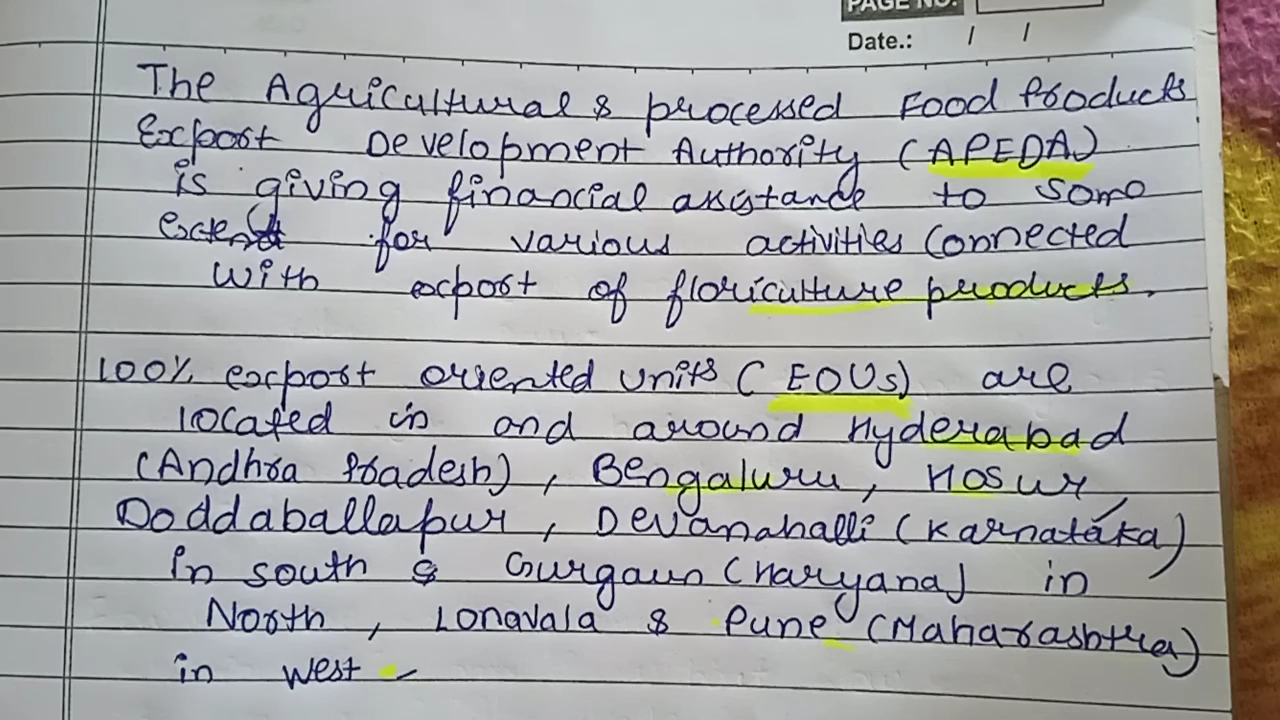 PAGE NO.
Date.: / /
The Agricultural & processed Food Products
Export Development Authority (APEDA)
is giving financial assistance to some
extent for various activities connected
with export of floriculture products.
100% export oriented units (EOUs) are
located in and around Hyderabad
(Andhra Pradesh), Bengaluru, Hosur,
Doddaballapur, Devanahalli (Karnataka)
in south & Gurgaun (Haryana) in
North, Lonavala & Pune (Maharashtra)
in west